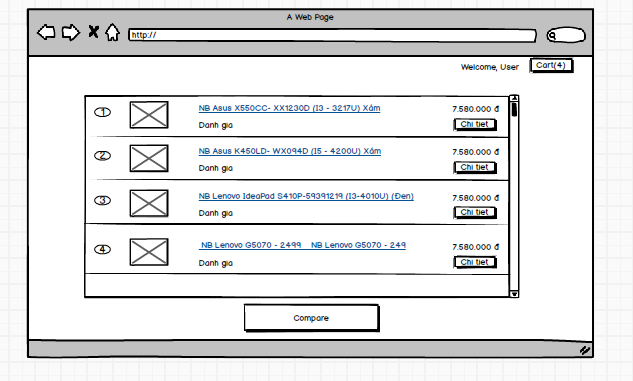 A Web Page
http://
Welcome, User
Cart(4)
1
NB Asus X550CC- XX1230D (I3 - 3217U) Xám
7.580.000 đ
Danh gia
Chi tiet
2
NB Asus K450LD- WX094D (I5 - 4200U) Xám
7.580.000 đ
Danh gia
Chi tiet
3
NB Lenovo IdeaPad S410P-59391219 (I3-4010U) (Đen)
7.580.000 đ
Danh gia
Chi tiet
4
NB Lenovo G5070 - 2499 NB Lenovo G5070 - 249
7.580.000 đ
Danh gia
Chi tiet
Compare